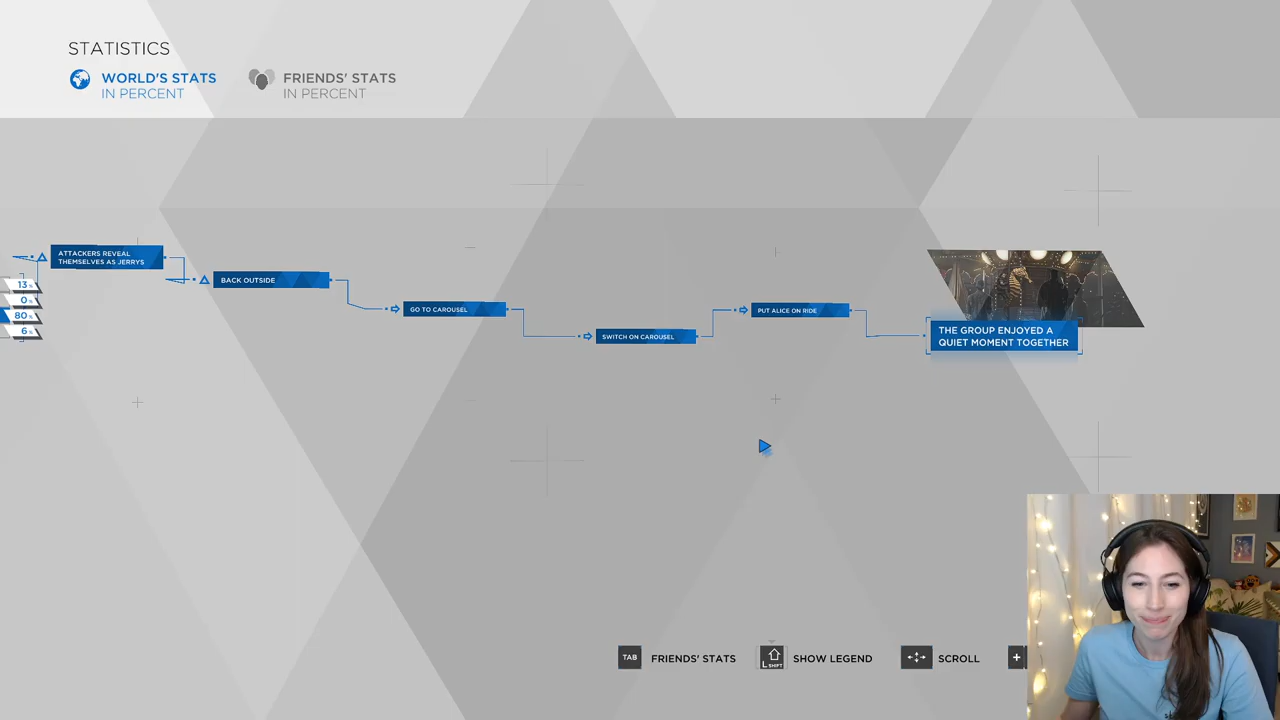 STATISTICS
WORLD'S STATS
IN PERCENT
FRIENDS' STATS
IN PERCENT
ATTACKERS REVEAL
THEMSELVES AS JERRYS
13%
0%
80%
6%
BACK OUTSIDE
GO TO CAROUSEL
SWITCH ON CAROUSEL
PUT ALICE ON RIDE
THE GROUP ENJOYED A
QUIET MOMENT TOGETHER
TAB FRIENDS' STATS
L SHIFT SHOW LEGEND
SCROLL
+